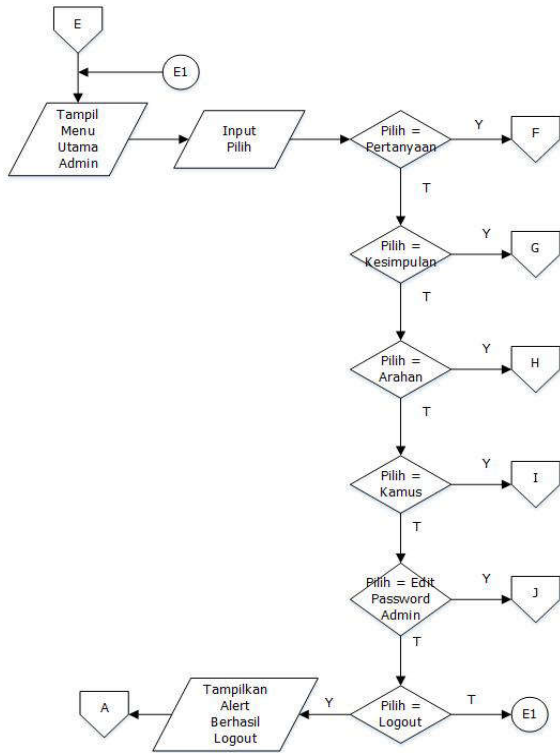 E
E1
Tampil
Menu
Utama
Admin
Input
Pilih
Pilih =
Pertanyaan
Y
F
T
Pilih =
Kesimpulan
Y
G
T
Pilih =
Arahan
Y
H
T
Pilih =
Kamus
Y
I
T
Pilih = Edit
Password
Admin
Y
J
T
Pilih =
Logout
T
E1
Y
Tampilkan
Alert
Berhasil
Logout
A